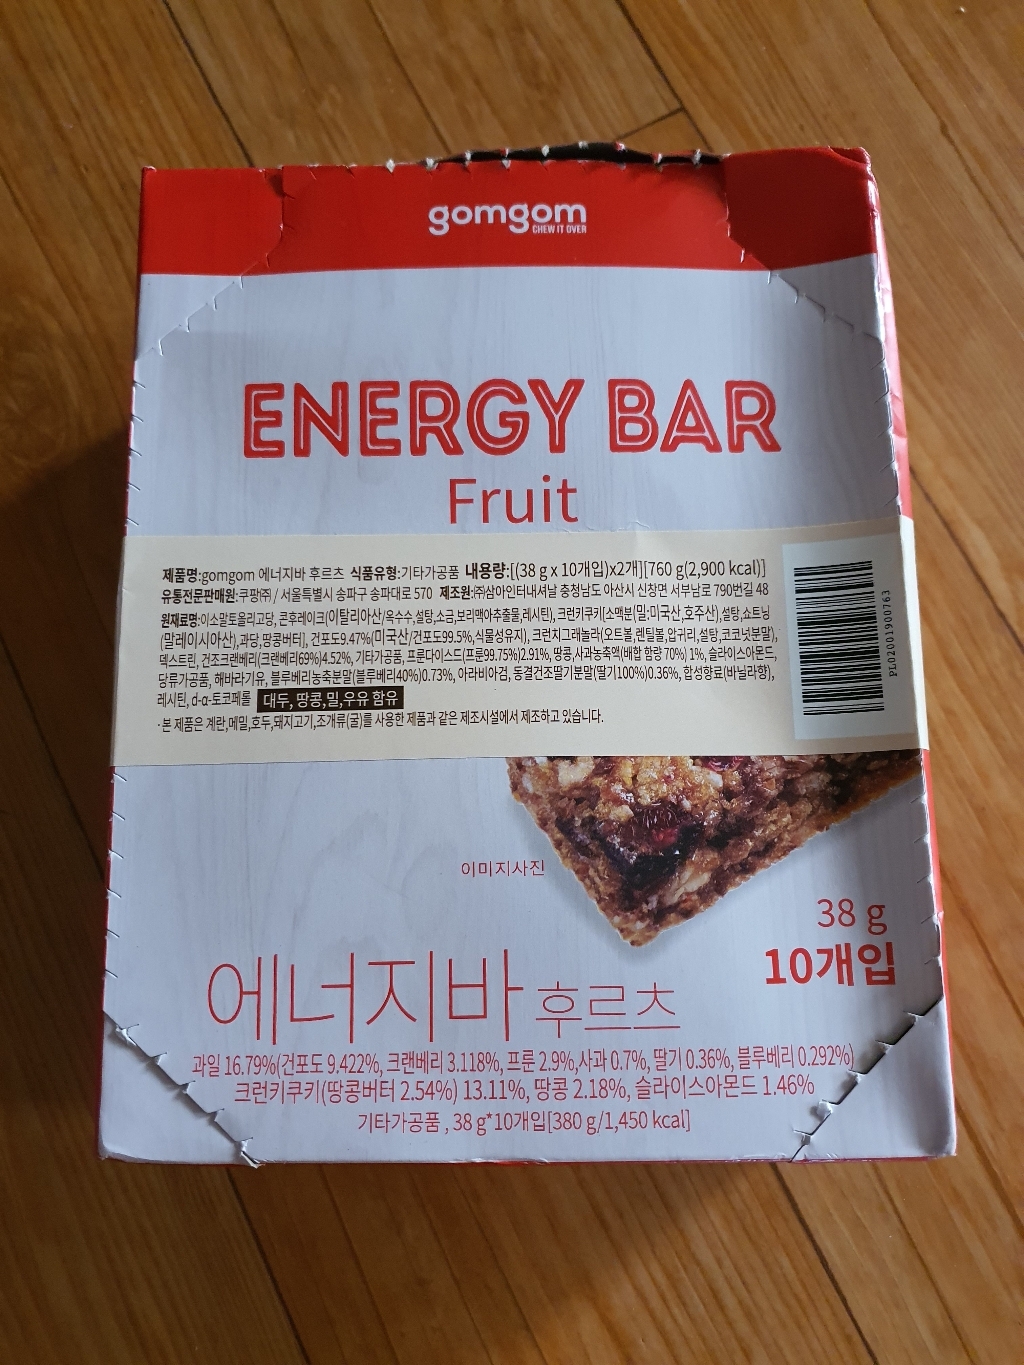 gomgom
CHEW IT OVER
ENERGY BAR
Fruit
제품명:gomgom 에너지바 후르츠 식품유형:기타가공품 내용량:[(38 g x 10개입)x2개][760 g(2,900 kcal)]
유통전문판매원:쿠팡㈜ / 서울특별시 송파구 송파대로 570 제조원:㈜삼아인터내셔날 충청남도 아산시 신창면 서부남로 790번길 48
원재료명:이소말토올리고당, 콘후레이크(이탈리아산/옥수수,설탕,소금,보리맥아추출물,레시틴), 크런키쿠키[소맥분(밀:미국산,호주산),설탕,쇼트닝
(말레이시아산),과당,땅콩버터], 건포도9.47%(미국산/건포도99.5%,식물성유지), 크런치그래놀라(오트볼,렌틸볼,압귀리,설탕,코코넛분말),
덱스트린, 건조크랜베리(크랜베리69%)4.52%, 기타가공품, 프룬다이스드(프룬99.75%)2.91%, 땅콩,사과농축액(배합 함량 70%) 1%, 슬라이스아몬드,
당류가공품, 해바라기유, 블루베리농축분말(블루베리40%)0.73%, 아라비아검, 동결건조딸기분말(딸기100%)0.36%, 합성향료(바닐라향),
레시틴, d-α-토코페롤 대두, 땅콩,밀,우유 함유
·본 제품은 계란,메밀,호두,돼지고기,조개류(굴)를 사용한 제품과 같은 제조시설에서 제조하고 있습니다.
PL02001900763
이미지사진
38 g
10개입
에너지바 후르츠
과일 16.79%(건포도 9.422%, 크랜베리 3.118%, 프룬 2.9%,사과 0.7%, 딸기 0.36%, 블루베리 0.292%)
크런키쿠키(땅콩버터 2.54%) 13.11%, 땅콩 2.18%, 슬라이스아몬드 1.46%
기타가공품 , 38 g*10개입[380 g/1,450 kcal]